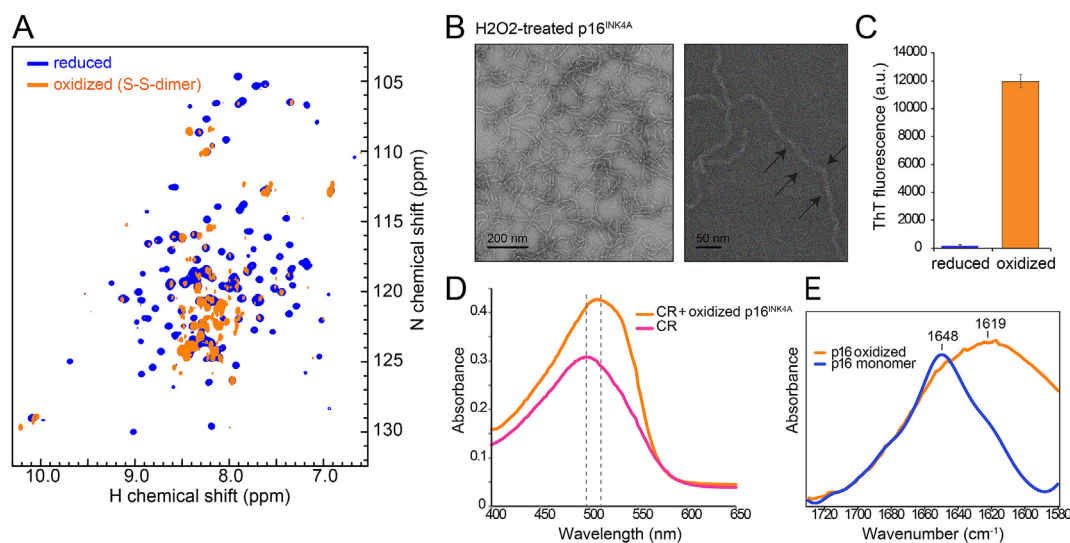 A
reduced
oxidized (S-S-dimer)
105
110
115
120
125
130
N chemical shift (ppm)
10.0 9.0 8.0 7.0
H chemical shift (ppm)
B H2O2-treated p16INK4A
200 nm
50 nm
C
14000
12000
10000
8000
6000
4000
2000
0
ThT fluorescence (a.u.)
reduced oxidized
D
CR + oxidized p16INK4A
CR
0.4
0.3
0.2
0.1
0
Absorbance
400 450 500 550 600 650
Wavelength (nm)
E
1648
1619
p16 oxidized
p16 monomer
Absorbance
1720 1700 1680 1660 1640 1620 1600 1580
Wavenumber (cm-1)